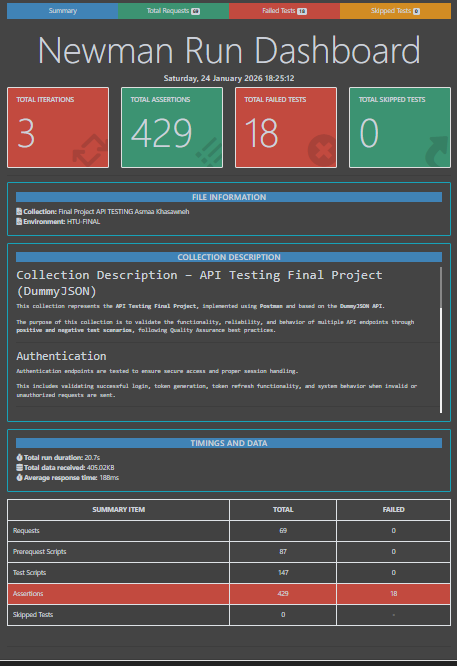 Summary
Total Requests 69
Failed Tests 18
Skipped Tests 0
Newman Run Dashboard
Saturday, 24 January 2026 18:25:12
TOTAL ITERATIONS
3
TOTAL ASSERTIONS
429
TOTAL FAILED TESTS
18
TOTAL SKIPPED TESTS
0
FILE INFORMATION
Collection: Final Project API TESTING Asmaa Khasawneh
Environment: HTU-FINAL
COLLECTION DESCRIPTION
Collection Description – API Testing Final Project
(DummyJSON)
This collection represents the API Testing Final Project, implemented using Postman and based on the DummyJSON API.
The purpose of this collection is to validate the functionality, reliability, and behavior of multiple API endpoints through
positive and negative test scenarios, following Quality Assurance best practices.
Authentication
Authentication endpoints are tested to ensure secure access and proper session handling.
This includes validating successful login, token generation, token refresh functionality, and system behavior when invalid or
unauthorized requests are sent.
TIMINGS AND DATA
Total run duration: 20.7s
Total data received: 405.02KB
Average response time: 188ms
SUMMARY ITEM TOTAL FAILED
Requests 69 0
Prerequest Scripts 87 0
Test Scripts 147 0
Assertions 429 18
Skipped Tests 0 -